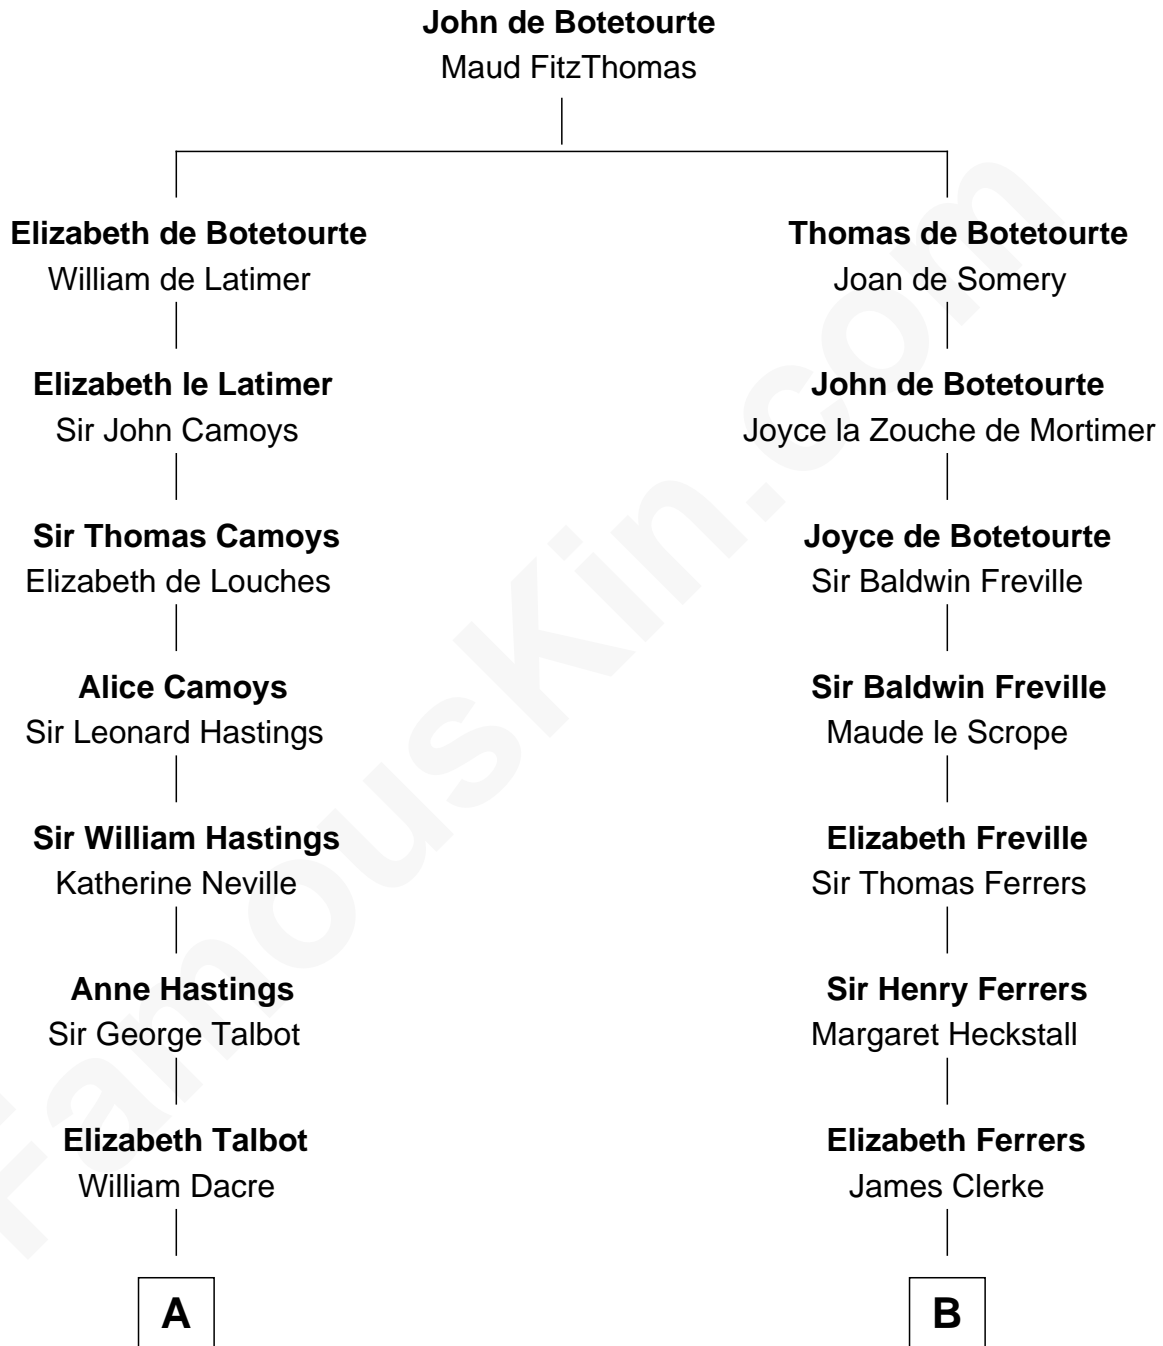 John de Botetourte
Maud FitzThomas
Elizabeth de Botetourte
William de Latimer
Elizabeth le Latimer
Sir John Camoys
Sir Thomas Camoys
Elizabeth de Louches
Alice Camoys
Sir Leonard Hastings
Sir William Hastings
Katherine Neville
Anne Hastings
Sir George Talbot
Elizabeth Talbot
William Dacre
A
Thomas de Botetourte
Joan de Somery
John de Botetourte
Joyce la Zouche de Mortimer
Joyce de Botetourte
Sir Baldwin Freville
Sir Baldwin Freville
Maude le Scrope
Elizabeth Freville
Sir Thomas Ferrers
Sir Henry Ferrers
Margaret Heckstall
Elizabeth Ferrers
James Clerke
B
FamousKin.com